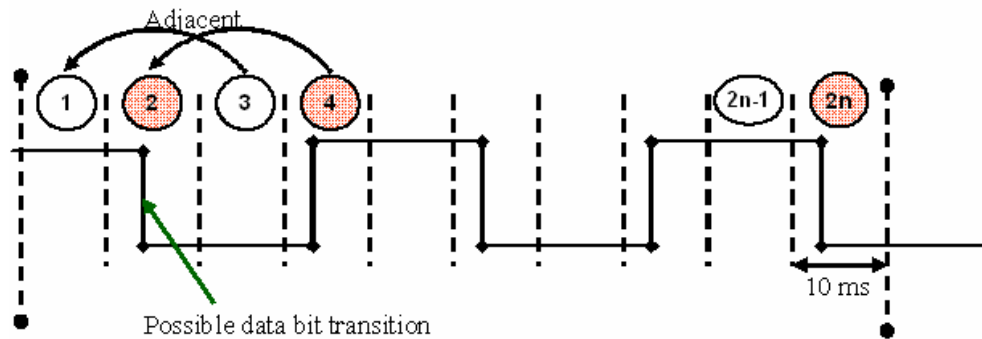 Adjacent
1 2 3 4 2n-1 2n
10 ms
Possible data bit transition